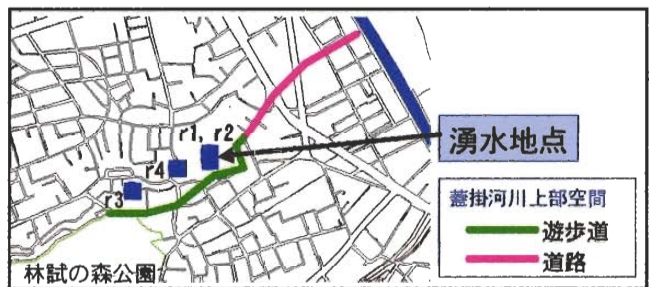 r1, r2
湧水地点
r4
r3
蓋掛河川上部空間
遊歩道
道路
林試の森公園